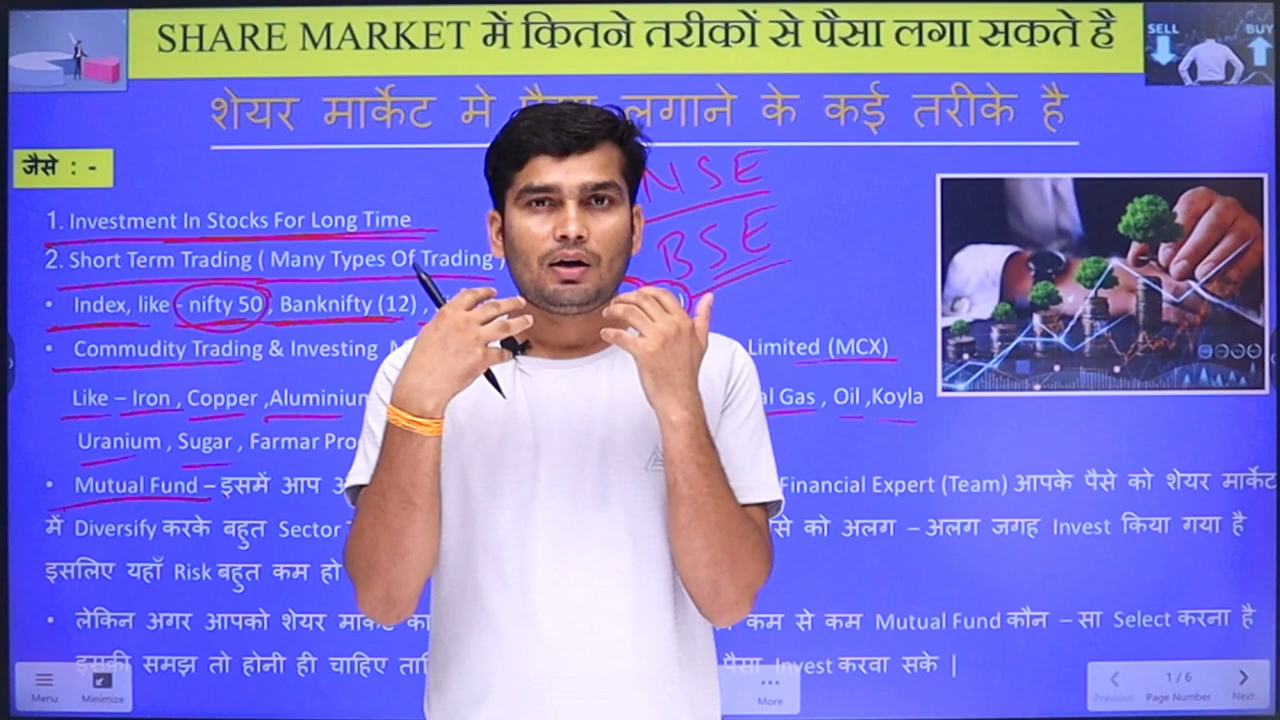 SHARE MARKET में कितने तरीकों से पैसा लगा सकते है
SELL BUY
शेयर मार्केट मे पैसा लगाने के कई तरीके है
जैसे : -
NSE
BSE
1. Investment In Stocks For Long Time
2. Short Term Trading ( Many Types Of Trading )
• Index, like - nifty 50 , Banknifty (12) ,
• Commudity Trading & Investing Limited (MCX)
Like – Iron , Copper ,Aluminium Gas , Oil ,Koyla
Uranium , Sugar , Farmar
• Mutual Fund – इसमें आप Financial Expert (Team) आपके पैसे को शेयर मार्केट
में Diversify करके बहुत Sector को अलग – अलग जगह Invest किया गया है
इसलिए यहाँ Risk बहुत कम हो
• लेकिन अगर आपको शेयर मार्केट का कम से कम Mutual Fund कौन – सा Select करना है
इसकी समझ तो होनी ही चाहिए पैसा Invest करवा सके |
Menu Minimize More Previous 1 / 6 Page Number Next